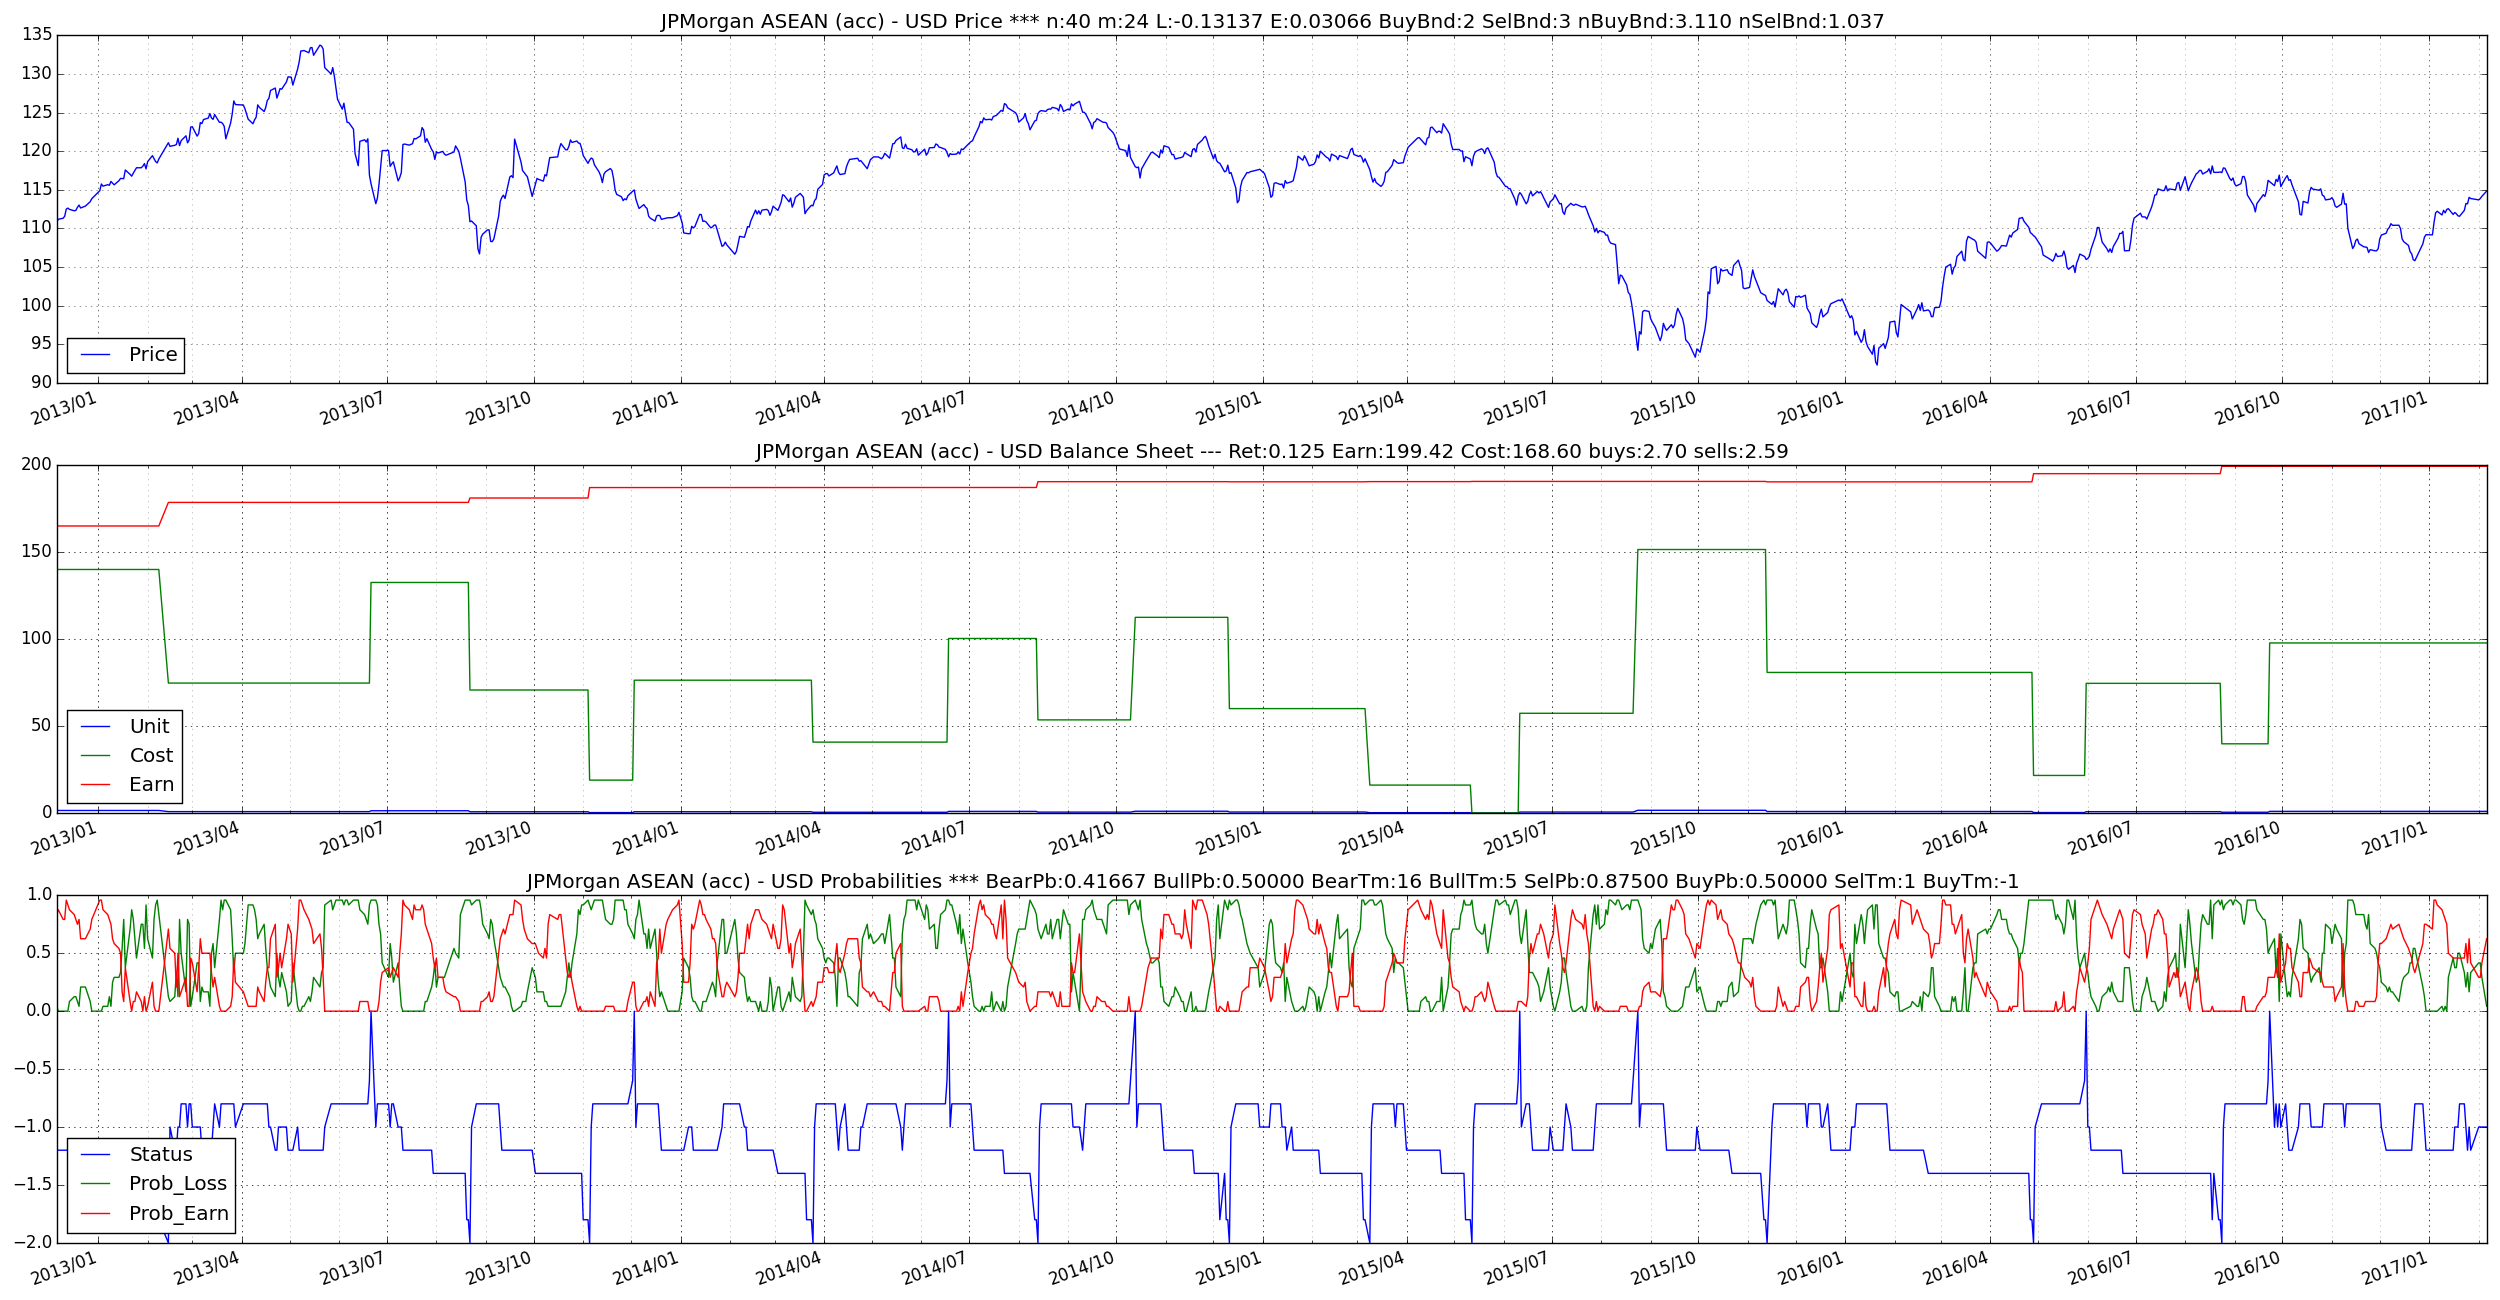 JPMorgan ASEAN (acc) - USD Price *** n:40 m:24 L:-0.13137 E:0.03066 BuyBnd:2 SelBnd:3 nBuyBnd:3.110 nSelBnd:1.037
135
130
125
120
115
110
105
100
95
90
Price
2013/01 2013/04 2013/07 2013/10 2014/01 2014/04 2014/07 2014/10 2015/01 2015/04 2015/07 2015/10 2016/01 2016/04 2016/07 2016/10 2017/01
JPMorgan ASEAN (acc) - USD Balance Sheet --- Ret:0.125 Earn:199.42 Cost:168.60 buys:2.70 sells:2.59
200
150
100
50
0
Unit
Cost
Earn
2013/01 2013/04 2013/07 2013/10 2014/01 2014/04 2014/07 2014/10 2015/01 2015/04 2015/07 2015/10 2016/01 2016/04 2016/07 2016/10 2017/01
JPMorgan ASEAN (acc) - USD Probabilities *** BearPb:0.41667 BullPb:0.50000 BearTm:16 BullTm:5 SelPb:0.87500 BuyPb:0.50000 SelTm:1 BuyTm:-1
1.0
0.5
0.0
−0.5
−1.0
−1.5
−2.0
Status
Prob_Loss
Prob_Earn
2013/01 2013/04 2013/07 2013/10 2014/01 2014/04 2014/07 2014/10 2015/01 2015/04 2015/07 2015/10 2016/01 2016/04 2016/07 2016/10 2017/01